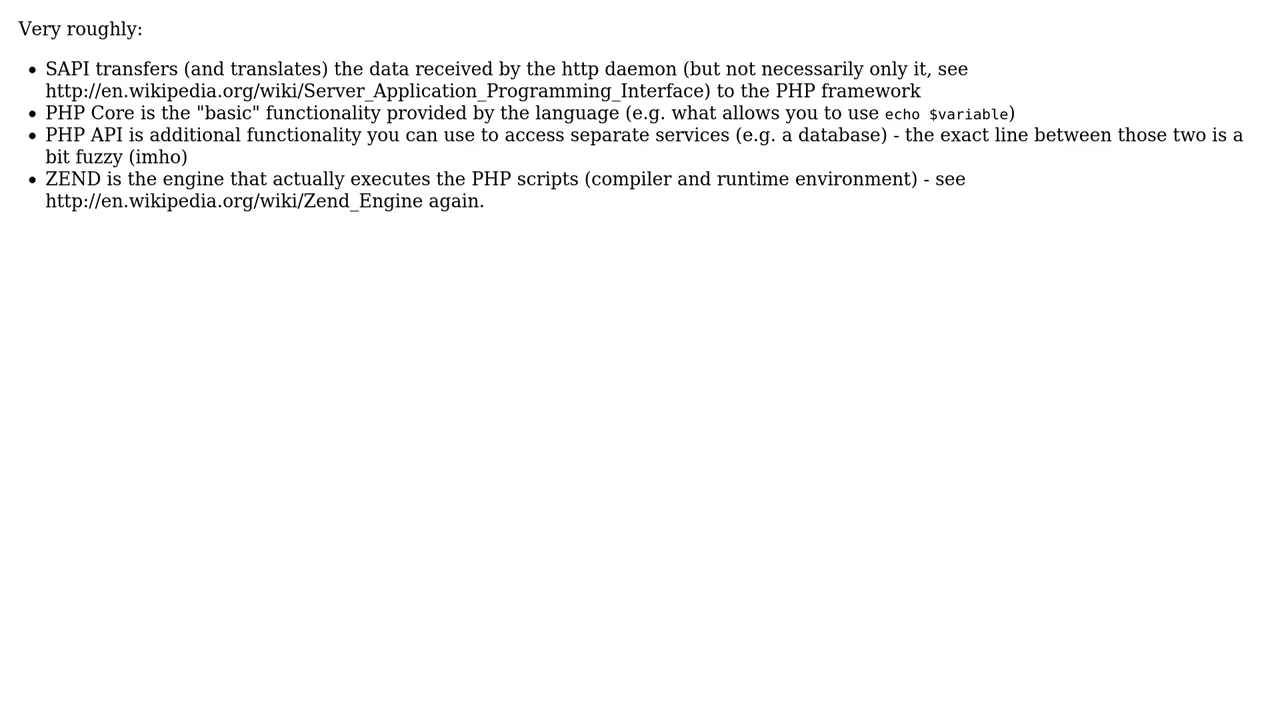 Very roughly:
• SAPI transfers (and translates) the data received by the http daemon (but not necessarily only it, see
http://en.wikipedia.org/wiki/Server_Application_Programming_Interface) to the PHP framework
• PHP Core is the "basic" functionality provided by the language (e.g. what allows you to use echo $variable)
• PHP API is additional functionality you can use to access separate services (e.g. a database) - the exact line between those two is a
bit fuzzy (imho)
• ZEND is the engine that actually executes the PHP scripts (compiler and runtime environment) - see
http://en.wikipedia.org/wiki/Zend_Engine again.